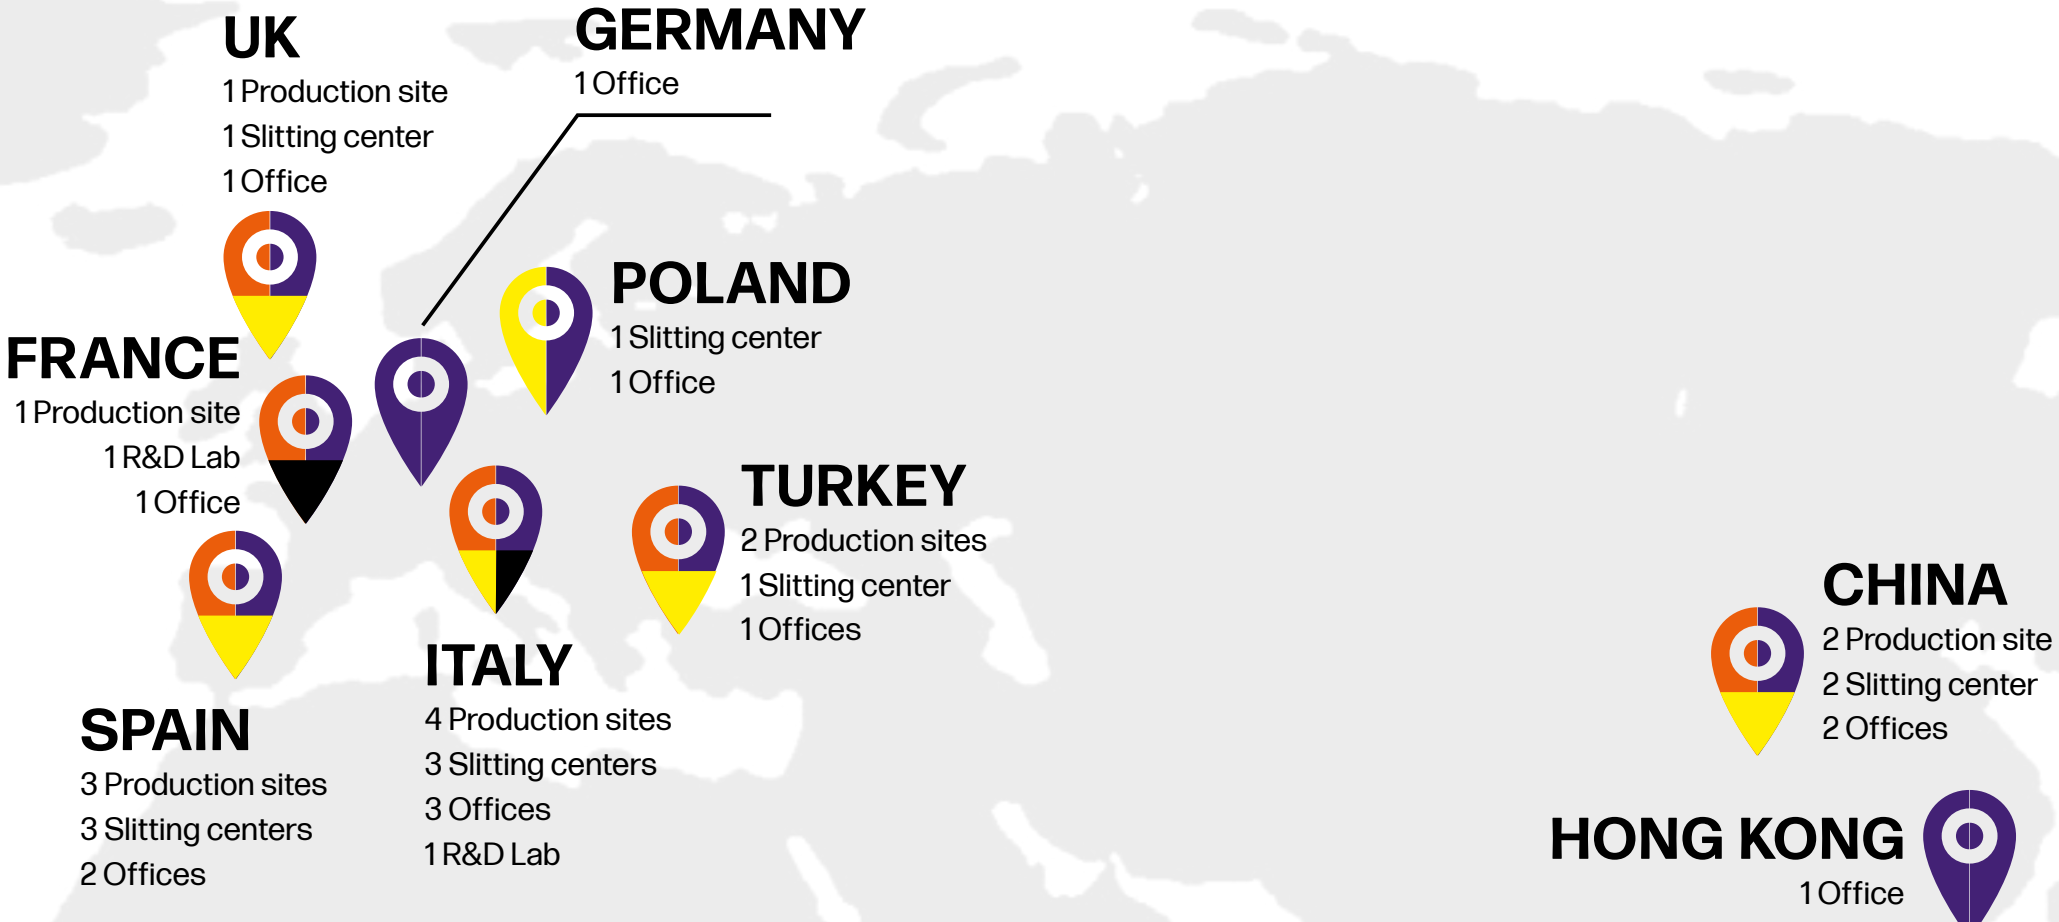 UK
1 Production site
1 Slitting center
1 Office
GERMANY
1 Office
POLAND
1 Slitting center
1 Office
FRANCE
1 Production site
1 R&D Lab
1 Office
TURKEY
2 Production sites
1 Slitting center
1 Offices
ITALY
4 Production sites
3 Slitting centers
3 Offices
1 R&D Lab
SPAIN
3 Production sites
3 Slitting centers
2 Offices
CHINA
2 Production site
2 Slitting center
2 Offices
HONG KONG
1 Office